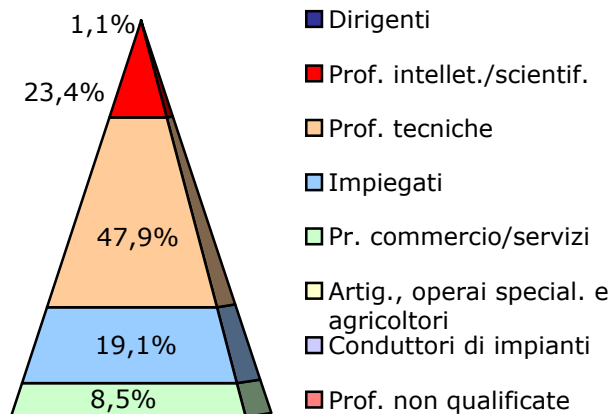 1,1%
23,4%
47,9%
19,1%
8,5%
Dirigenti
Prof. intellet./scientif.
Prof. tecniche
Impiegati
Pr. commercio/servizi
Artig., operai special. e
agricoltori
Conduttori di impianti
Prof. non qualificate